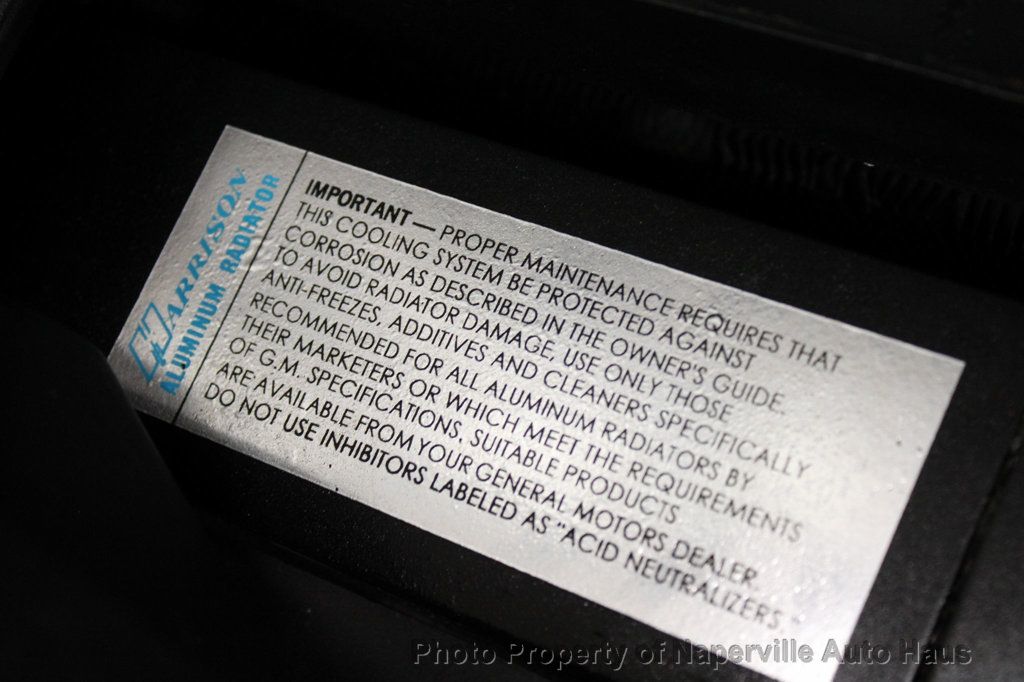 HARRISON
ALUMINUM RADIATOR
IMPORTANT — PROPER MAINTENANCE REQUIRES THAT
THIS COOLING SYSTEM BE PROTECTED AGAINST
CORROSION AS DESCRIBED IN THE OWNER'S GUIDE.
TO AVOID RADIATOR DAMAGE, USE ONLY THOSE
ANTI-FREEZES, ADDITIVES AND CLEANERS SPECIFICALLY
RECOMMENDED FOR ALL ALUMINUM RADIATORS BY
THEIR MARKETERS OR WHICH MEET THE REQUIREMENTS
OF G.M. SPECIFICATIONS. SUITABLE PRODUCTS
ARE AVAILABLE FROM YOUR GENERAL MOTORS DEALER.
DO NOT USE INHIBITORS LABELED AS "ACID NEUTRALIZERS."
Photo Property of Naperville Auto Haus